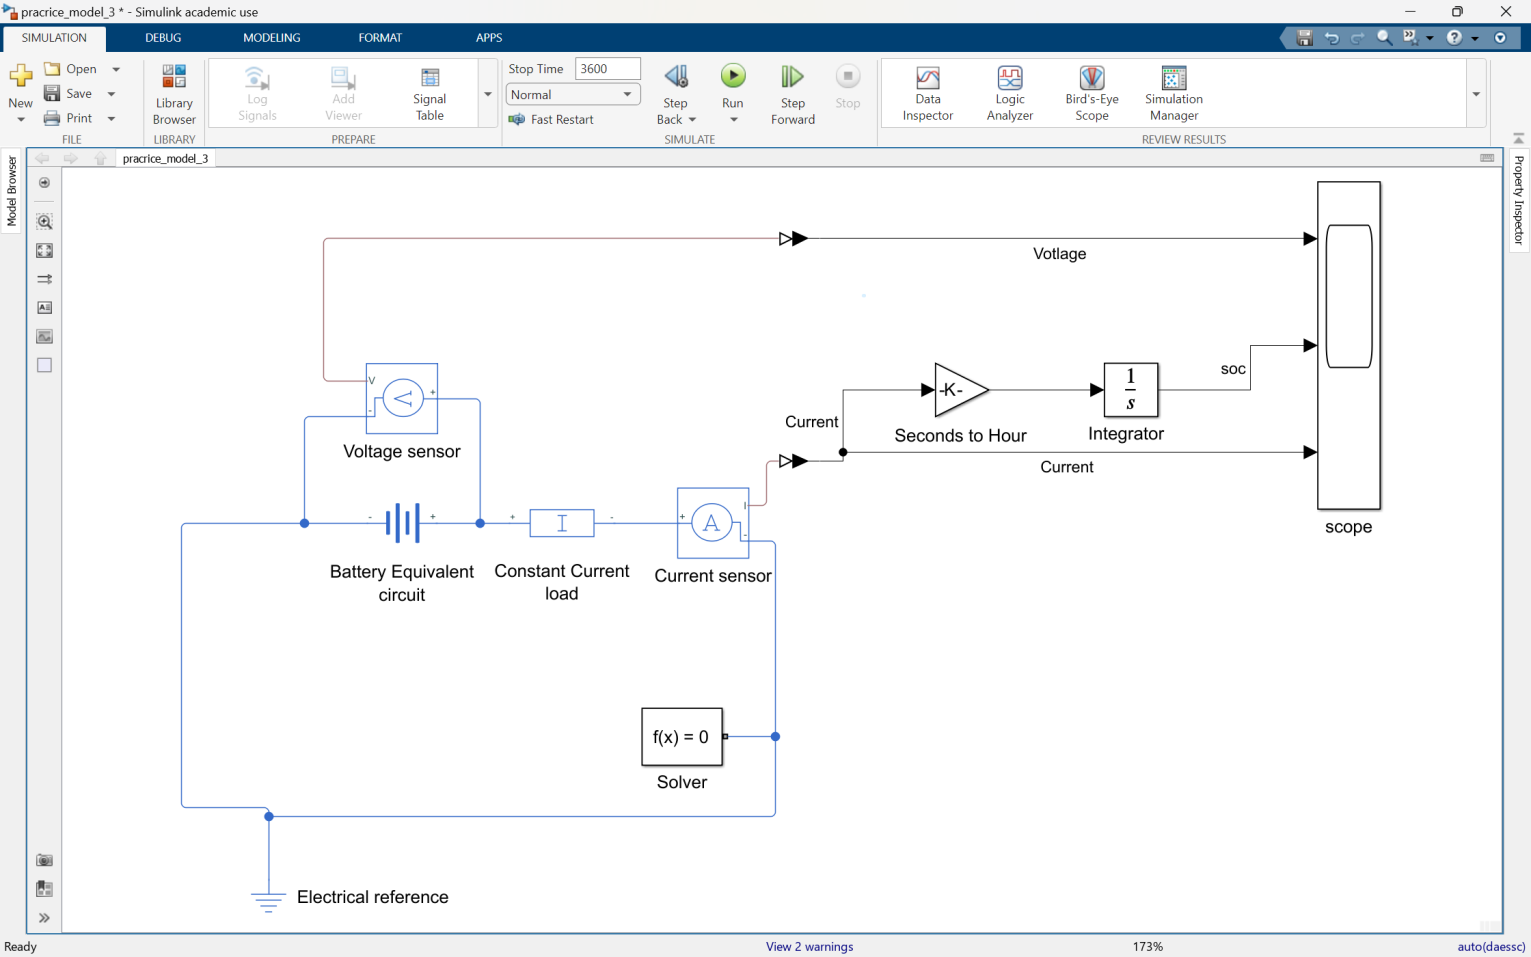 pracrice_model_3 * - Simulink academic use
SIMULATION DEBUG MODELING FORMAT APPS
New
Open
Save
Print
FILE
Library
Browser
LIBRARY
Log
Signals
Add
Viewer
Signal
Table
PREPARE
Stop Time 3600
Normal
Fast Restart
Step
Back
Run
Step
Forward
Stop
SIMULATE
Data
Inspector
Logic
Analyzer
Bird's-Eye
Scope
Simulation
Manager
REVIEW RESULTS
Model Browser
pracrice_model_3
Property Inspector
Votlage
V
- +
Voltage sensor
Current
-K-
Seconds to Hour
1
s
Integrator
soc
Current
scope
- +
Battery Equivalent
circuit
+ -
I
Constant Current
load
+ A I
-
Current sensor
f(x) = 0
Solver
Electrical reference
Ready
View 2 warnings
173%
auto(daessc)